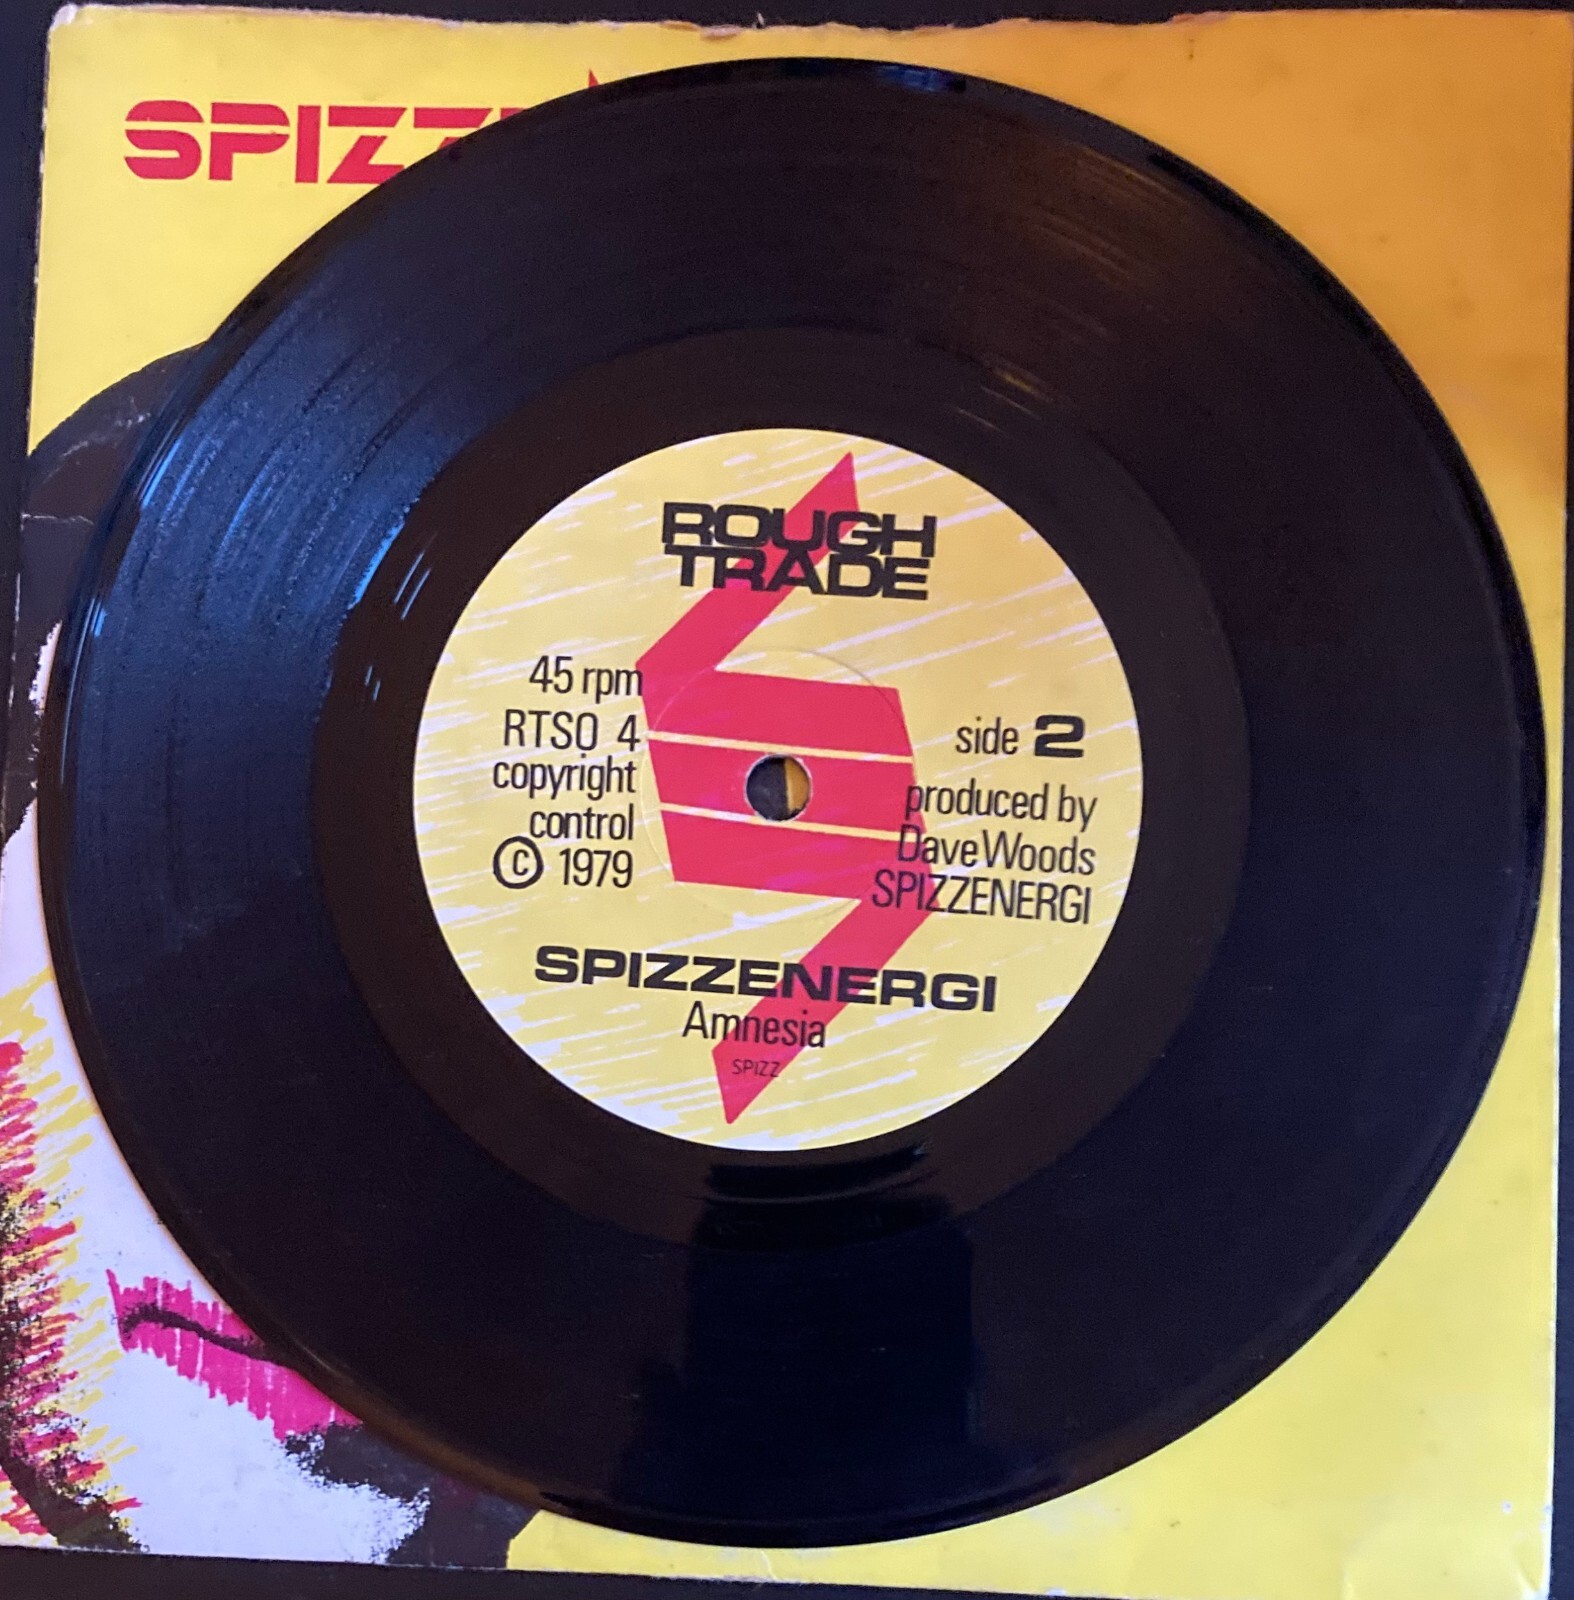 SPIZZ
ROUGH
TRADE
45 rpm
RTSO 4
copyright
control
© 1979
side 2
produced by
Dave Woods
SPIZZENERGI
SPIZZENERGI
Amnesia
SPIZZ